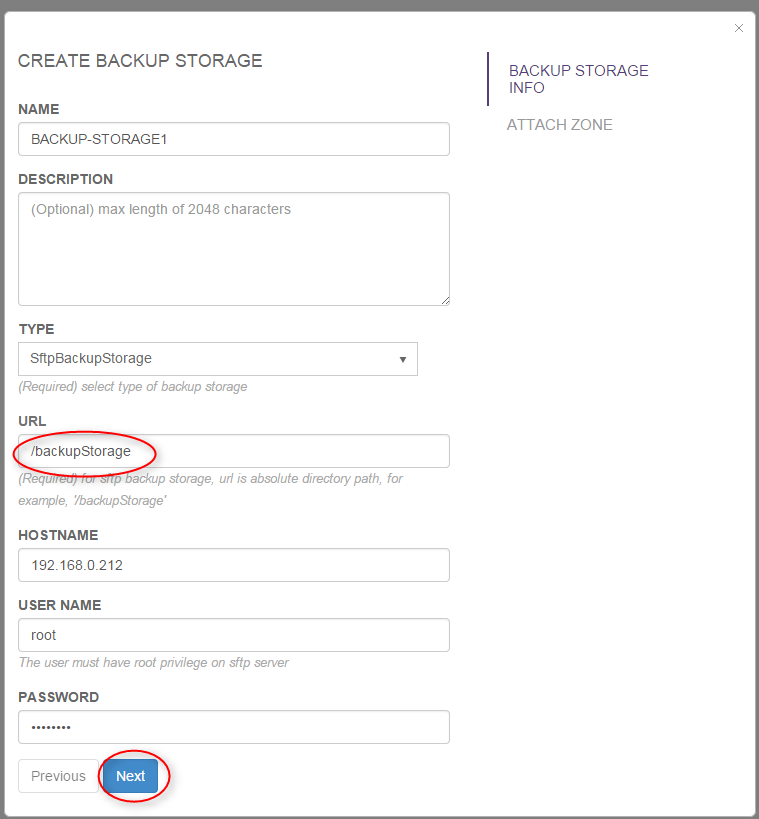 CREATE BACKUP STORAGE
NAME
BACKUP-STORAGE1
DESCRIPTION
(Optional) max length of 2048 characters
TYPE
SftpBackupStorage
(Required) select type of backup storage
URL
/backupStorage
(Required) for sftp backup storage, url is absolute directory path, for
example, '/backupStorage'
HOSTNAME
192.168.0.212
USER NAME
root
The user must have root privilege on sftp server
PASSWORD
••••••••
Previous
Next
BACKUP STORAGE
INFO
ATTACH ZONE